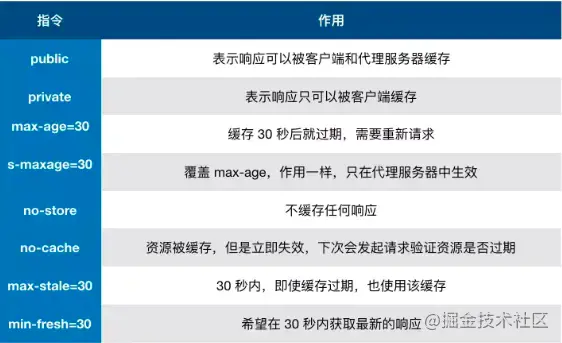 指令 作用
public 表示响应可以被客户端和代理服务器缓存
private 表示响应只可以被客户端缓存
max-age=30 缓存 30 秒后就过期，需要重新请求
s-maxage=30 覆盖 max-age，作用一样，只在代理服务器中生效
no-store 不缓存任何响应
no-cache 资源被缓存，但是立即失效，下次会发起请求验证资源是否过期
max-stale=30 30 秒内，即使缓存过期，也使用该缓存
min-fresh=30 希望在 30 秒内获取最新的响应
@掘金技术社区